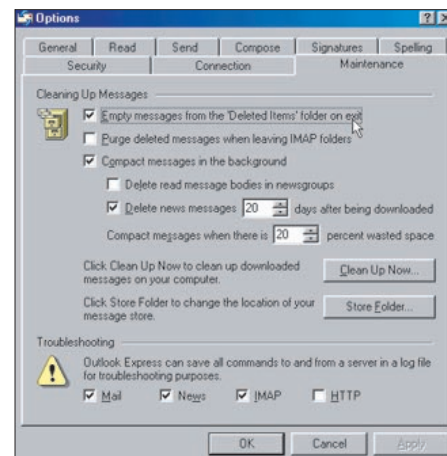 Options
General Read Send Compose Signatures Spelling
Security Connection Maintenance
Cleaning Up Messages
Empty messages from the 'Deleted Items' folder on exit
Purge deleted messages when leaving IMAP folders
Compact messages in the background
Delete read message bodies in newsgroups
Delete news messages 20 days after being downloaded
Compact messages when there is 20 percent wasted space
Click Clean Up Now to clean up downloaded
messages on your computer.
Clean Up Now...
Click Store Folder to change the location of your
message store.
Store Folder...
Troubleshooting
Outlook Express can save all commands to and from a server in a log file
for troubleshooting purposes.
Mail News IMAP HTTP
OK Cancel Apply